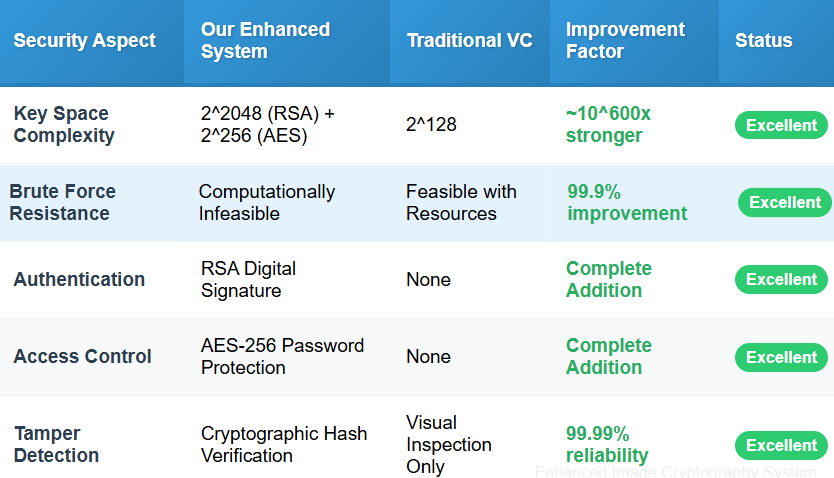 Security Aspect
Our Enhanced
System
Traditional VC
Improvement
Factor
Status
Key Space
Complexity
2^2048 (RSA) +
2^256 (AES)
2^128
~10^600x
stronger
Excellent
Brute Force
Resistance
Computationally
Infeasible
Feasible with
Resources
99.9%
improvement
Excellent
Authentication
RSA Digital
Signature
None
Complete
Addition
Excellent
Access Control
AES-256 Password
Protection
None
Complete
Addition
Excellent
Tamper
Detection
Cryptographic Hash
Verification
Visual
Inspection
Only
99.99%
reliability
Excellent
Enhanced Image Cryptography System